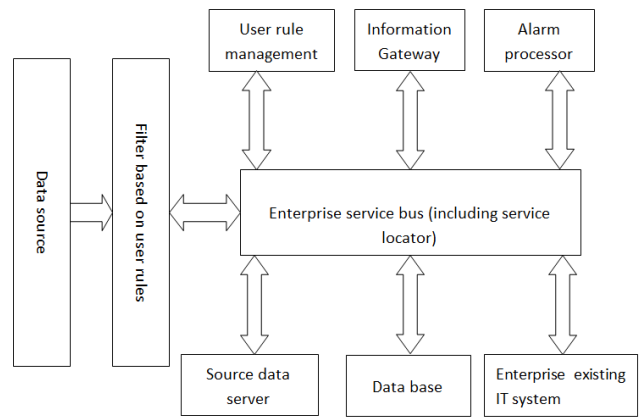 User rule
management
Information
Gateway
Alarm
processor
Data source
Filter based on user rules
Enterprise service bus (including service
locator)
Source data
server
Data base
Enterprise existing
IT system